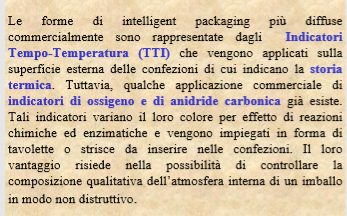 Le forme di intelligent packaging più diffuse
commercialmente sono rappresentate dagli Indicatori
Tempo-Temperatura (TTI) che vengono applicati sulla
superficie esterna delle confezioni di cui indicano la storia
termica. Tuttavia, qualche applicazione commerciale di
indicatori di ossigeno e di anidride carbonica già esiste.
Tali indicatori variano il loro colore per effetto di reazioni
chimiche ed enzimatiche e vengono impiegati in forma di
tavolette o strisce da inserire nelle confezioni. Il loro
vantaggio risiede nella possibilità di controllare la
composizione qualitativa dell'atmosfera interna di un imballo
in modo non distruttivo.